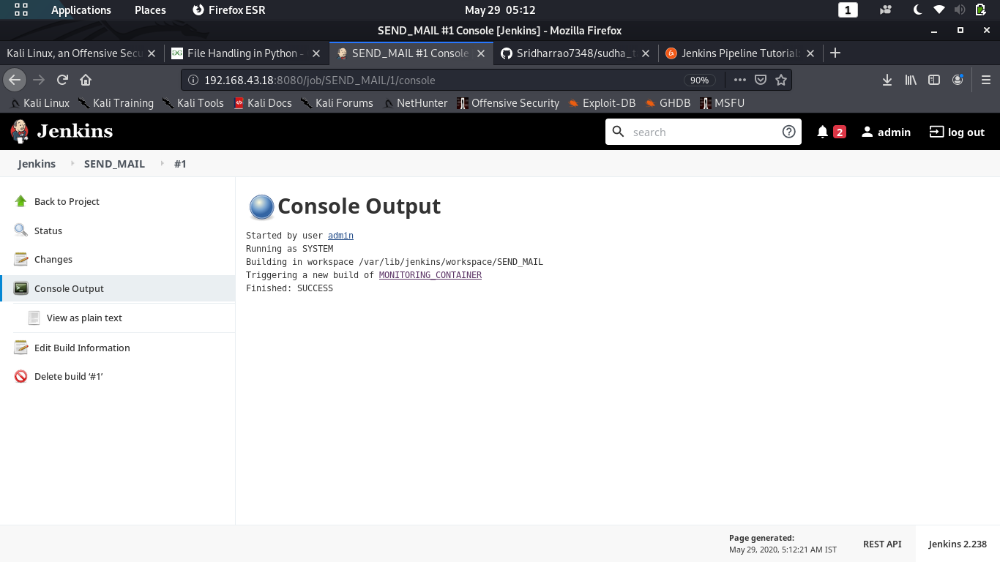 Applications Places Firefox ESR May 29 05:12 1
SEND_MAIL #1 Console [Jenkins] - Mozilla Firefox
Kali Linux, an Offensive Secu File Handling in Python - SEND_MAIL #1 Console Sridharrao7348/sudha_t Jenkins Pipeline Tutorial:
192.168.43.18:8080/job/SEND_MAIL/1/console 90%
Kali Linux Kali Training Kali Tools Kali Docs Kali Forums NetHunter Offensive Security Exploit-DB GHDB MSFU
Jenkins search 2 admin log out
Jenkins SEND_MAIL #1
Back to Project
Status
Changes
Console Output
View as plain text
Edit Build Information
Delete build ‘#1’
Console Output
Started by user admin
Running as SYSTEM
Building in workspace /var/lib/jenkins/workspace/SEND_MAIL
Triggering a new build of MONITORING_CONTAINER
Finished: SUCCESS
Page generated:
May 29, 2020, 5:12:21 AM IST
REST API
Jenkins 2.238